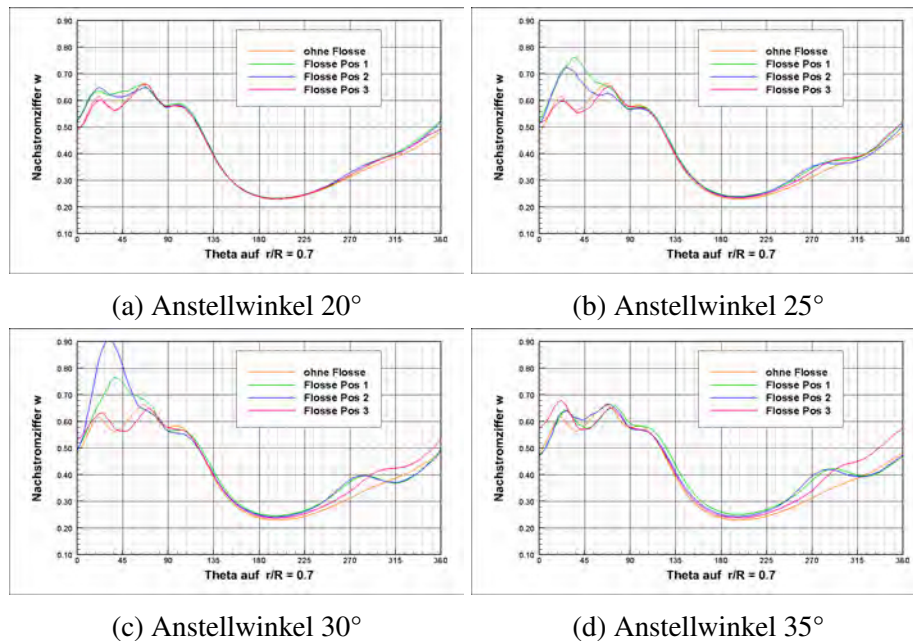 0.90
0.80
0.70
0.60
0.50
0.40
0.30
0.20
0.10
Nachstromziffer w
ohne Flosse
Flosse Pos 1
Flosse Pos 2
Flosse Pos 3
0 45 90 135 180 225 270 315 360
Theta auf r/R = 0.7
(a) Anstellwinkel 20°
0.90
0.80
0.70
0.60
0.50
0.40
0.30
0.20
0.10
Nachstromziffer w
ohne Flosse
Flosse Pos 1
Flosse Pos 2
Flosse Pos 3
0 45 90 135 180 225 270 315 360
Theta auf r/R = 0.7
(b) Anstellwinkel 25°
0.90
0.80
0.70
0.60
0.50
0.40
0.30
0.20
0.10
Nachstromziffer w
ohne Flosse
Flosse Pos 1
Flosse Pos 2
Flosse Pos 3
0 45 90 135 180 225 270 315 360
Theta auf r/R = 0.7
(c) Anstellwinkel 30°
0.90
0.80
0.70
0.60
0.50
0.40
0.30
0.20
0.10
Nachstromziffer w
ohne Flosse
Flosse Pos 1
Flosse Pos 2
Flosse Pos 3
0 45 90 135 180 225 270 315 360
Theta auf r/R = 0.7
(d) Anstellwinkel 35°